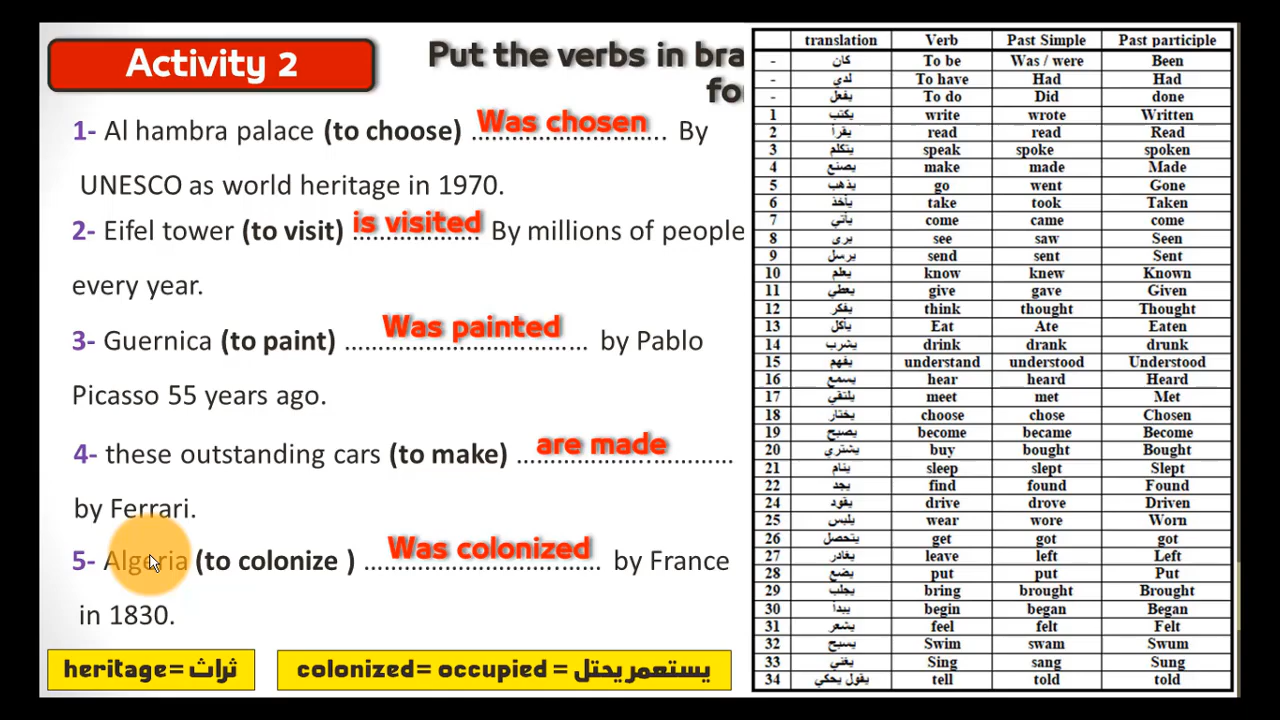 Activity 2
Put the verbs in bra
fo
1- Al hambra palace (to choose) Was chosen By
UNESCO as world heritage in 1970.
2- Eifel tower (to visit) is visited By millions of people
every year.
3- Guernica (to paint) Was painted by Pablo
Picasso 55 years ago.
4- these outstanding cars (to make) are made
by Ferrari.
5- Algeria (to colonize ) Was colonized by France
in 1830.
heritage= ثراث
colonized= occupied = يستعمر يحتل
translation Verb Past Simple Past participle
- كان To be Was / were Been
- لدي To have Had Had
- يفعل To do Did done
1 يكتب write wrote Written
2 يقرأ read read Read
3 يتكلم speak spoke spoken
4 يصنع make made Made
5 يذهب go went Gone
6 يأخذ take took Taken
7 يأتي come came come
8 يرى see saw Seen
9 يرسل send sent Sent
10 يعلم know knew Known
11 يعطي give gave Given
12 يفكر think thought Thought
13 يأكل Eat Ate Eaten
14 يشرب drink drank drunk
15 يفهم understand understood Understood
16 يسمع hear heard Heard
17 يلتقي meet met Met
18 يختار choose chose Chosen
19 يصبح become became Become
20 يشتري buy bought Bought
21 ينام sleep slept Slept
22 يجد find found Found
24 يقود drive drove Driven
25 يلبس wear wore Worn
26 يتحصل get got got
27 يغادر leave left Left
28 يضع put put Put
29 يجلب bring brought Brought
30 يبدأ begin began Began
31 يشعر feel felt Felt
32 يسبح Swim swam Swum
33 يغني Sing sang Sung
34 يقول يحكي tell told told